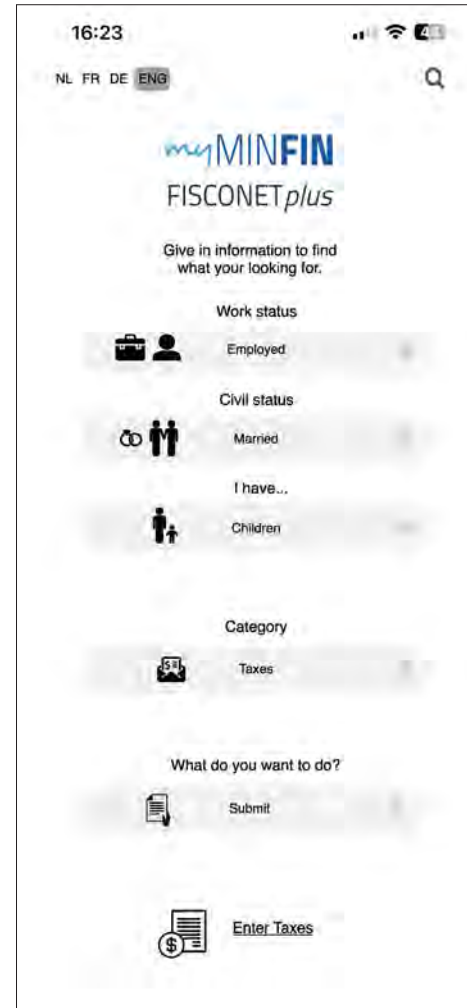 16:23
NL FR DE ENG
myMINFIN
FISCONETplus
Give in information to find
what your looking for.
Work status
Employed
Civil status
Married
I have...
Children
Category
Taxes
What do you want to do?
Submit
Enter Taxes